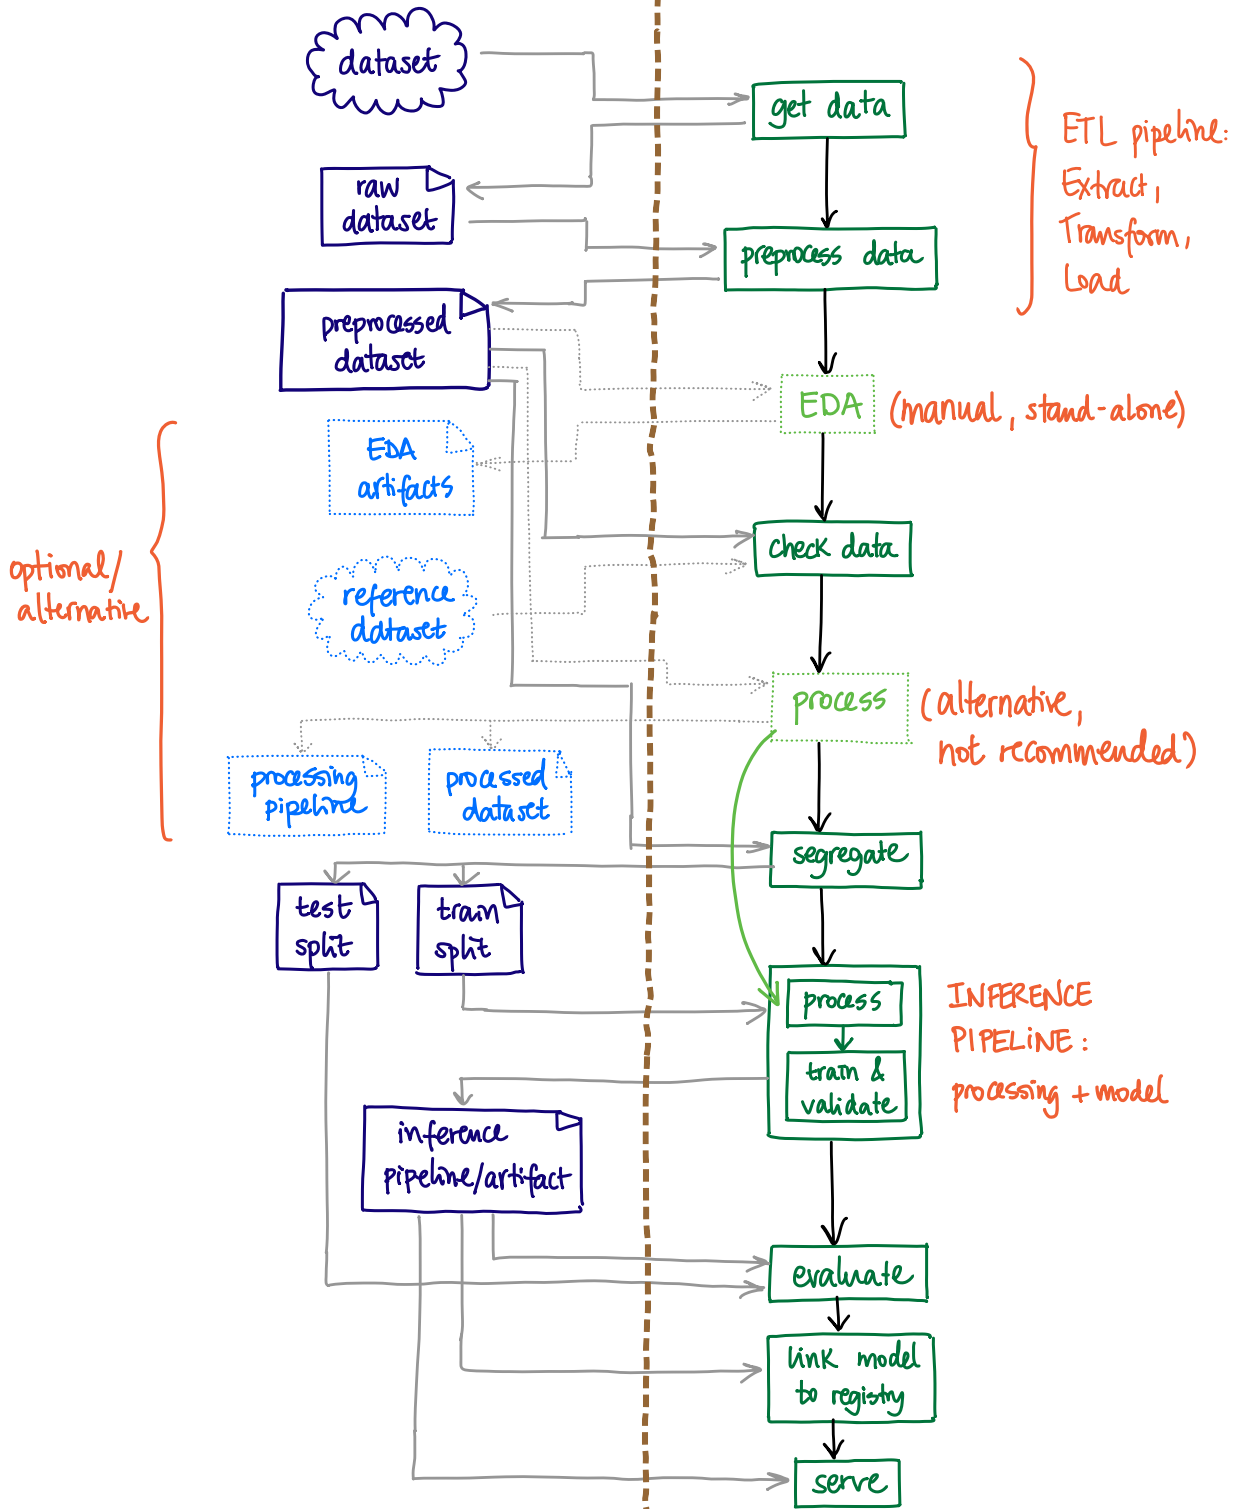 dataset
get data
ETL pipeline:
Extract,
Transform,
Load
raw
dataset
preprocess data
preprocessed
dataset
EDA
(manual, stand-alone)
EDA
artifacts
check data
optional/
alternative
reference
dataset
process
(alternative,
not recommended)
processing
pipeline
processed
dataset
segregate
test
split
train
split
process
train &
validate
INFERENCE
PIPELINE:
processing + model
inference
pipeline/artifact
evaluate
link model
to registry
serve